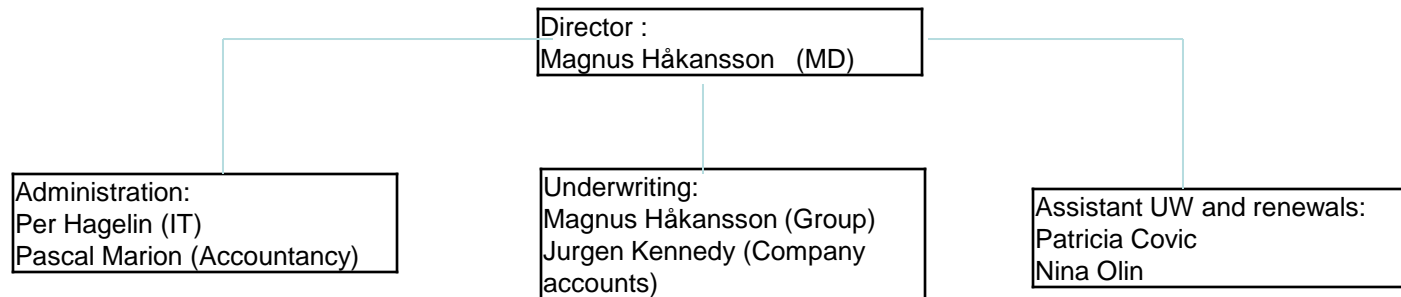 Director :
Magnus Håkansson (MD)
Administration:
Per Hagelin (IT)
Pascal Marion (Accountancy)
Underwriting:
Magnus Håkansson (Group)
Jurgen Kennedy (Company
accounts)
Assistant UW and renewals:
Patricia Covic
Nina Olin